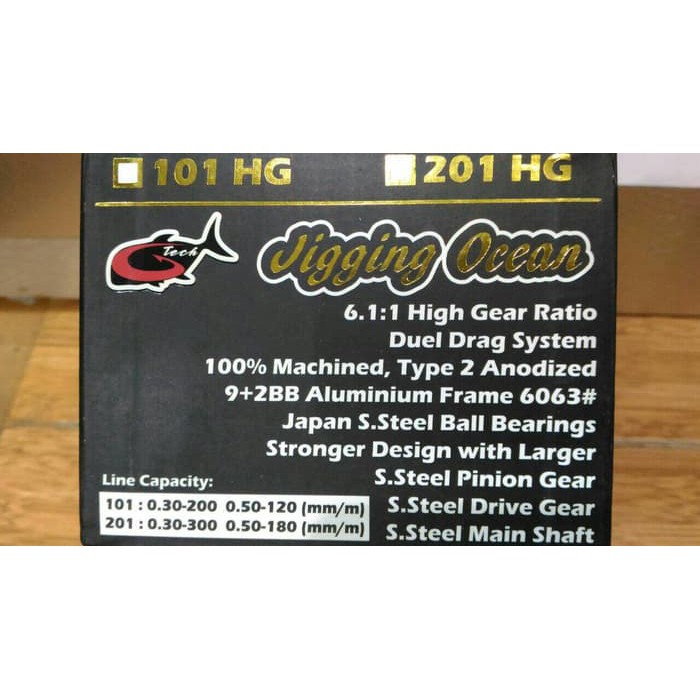 101 HG 201 HG
G Tech
Jigging Ocean
6.1:1 High Gear Ratio
Duel Drag System
100% Machined, Type 2 Anodized
9+2BB Aluminium Frame 6063#
Japan S.Steel Ball Bearings
Stronger Design with Larger
S.Steel Pinion Gear
S.Steel Drive Gear
S.Steel Main Shaft
Line Capacity:
101 : 0.30-200 0.50-120 (mm/m)
201 : 0.30-300 0.50-180 (mm/m)